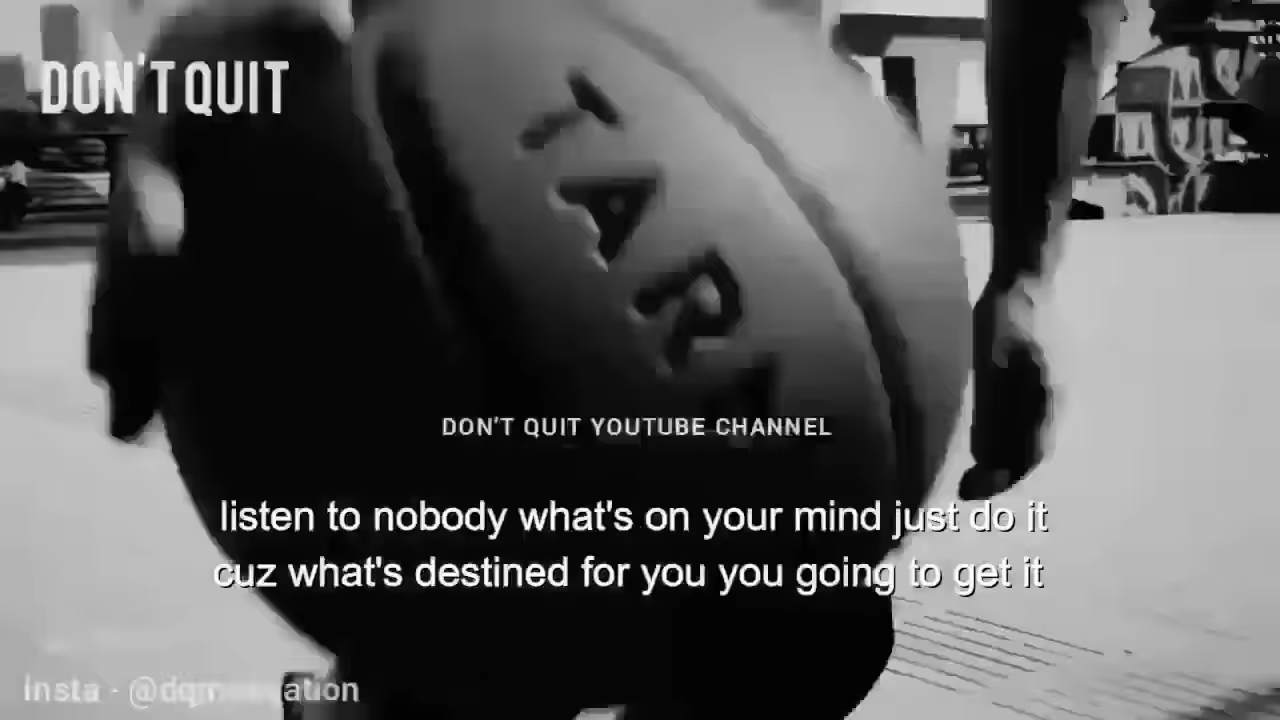 DON'T QUIT
TAR
DON'T QUIT YOUTUBE CHANNEL
listen to nobody what's on your mind just do it
cuz what's destined for you you going to get it
insta -